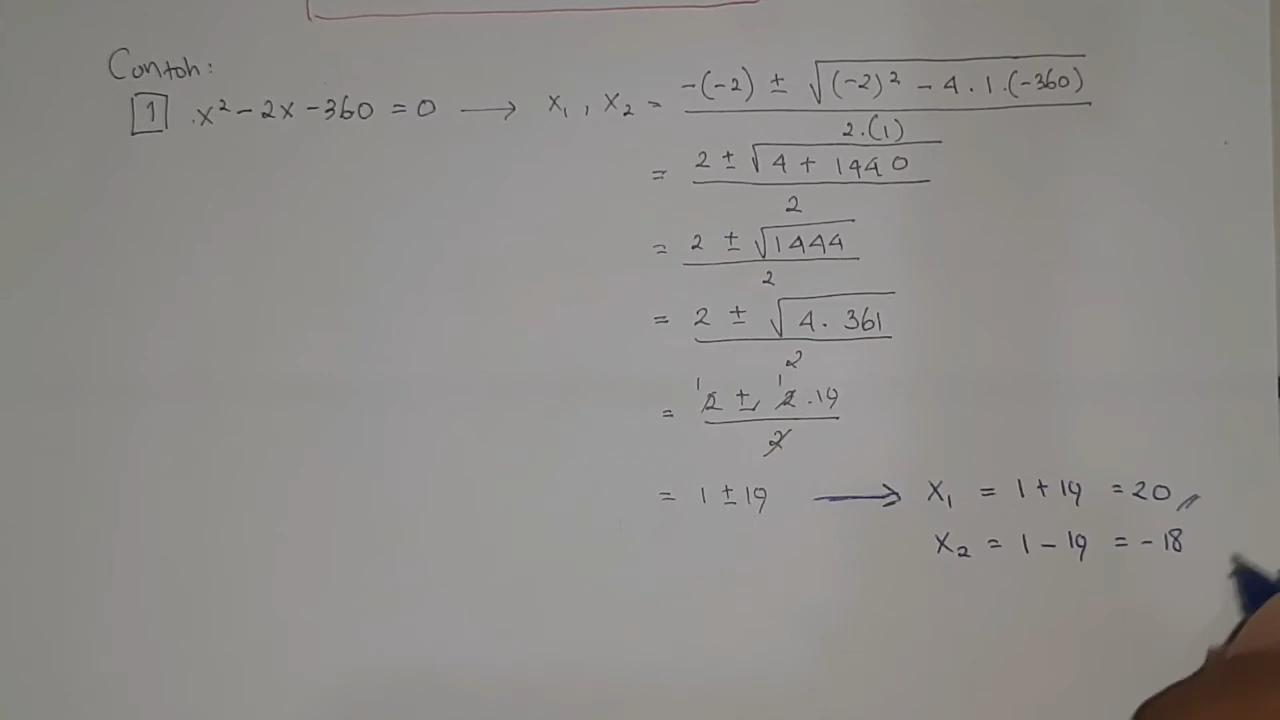 Contoh:
1 x² - 2x - 360 = 0 → x₁, x₂ = -(-2) ± √(-2)² - 4.1.(-360) / 2.(1)
= 2 ± √4 + 1440 / 2
= 2 ± √1444 / 2
= 2 ± √4. 361 / 2
= 2 ± 2.19 / 2
1 1
= 1 ± 19 → x₁ = 1 + 19 = 20
x₂ = 1 - 19 = -18